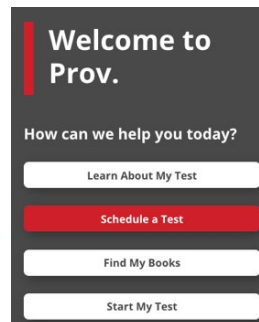 Welcome to
Prov.
How can we help you today?
Learn About My Test
Schedule a Test
Find My Books
Start My Test